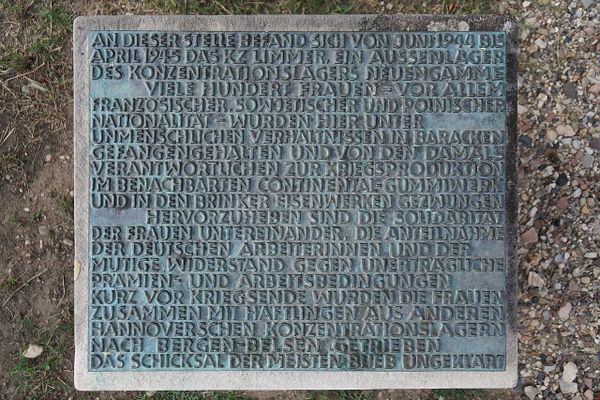 AN DIESER STELLE BEFAND SICH VON JUNI 1944 BIS
APRIL 1945 DAS KZ LIMMER, EIN AUSSENLAGER
DES KONZENTRATIONSLAGERS NEUENGAMME
VIELE HUNDERT FRAUEN – VOR ALLEM
FRANZÖSISCHER, SOWJETISCHER UND POLNISCHER
NATIONALITÄT – WURDEN HIER UNTER
UNMENSCHLICHEN VERHÄLTNISSEN IN BARACKEN
GEFANGENGEHALTEN UND VON DEN DAMALS
VERANTWORTLICHEN ZUR KRIEGSPRODUKTION
IM BENACHBARTEN CONTINENTAL-GUMMIWERK
UND IN DEN BRINKER EISENWERKEN GEZWUNGEN
HERVORZUHEBEN SIND DIE SOLIDARITÄT
DER FRAUEN UNTEREINANDER, DIE ANTEILNAHME
DER DEUTSCHEN ARBEITERINNEN UND DER
MUTIGE WIDERSTAND GEGEN UNERTRÄGLICHE
PRÄMIEN- UND ARBEITSBEDINGUNGEN
KURZ VOR KRIEGSENDE WURDEN DIE FRAUEN
ZUSAMMEN MIT HÄFTLINGEN AUS ANDEREN
HANNOVERSCHEN KONZENTRATIONSLAGERN
NACH BERGEN-BELSEN GETRIEBEN
DAS SCHICKSAL DER MEISTEN BLIEB UNGEKLÄRT